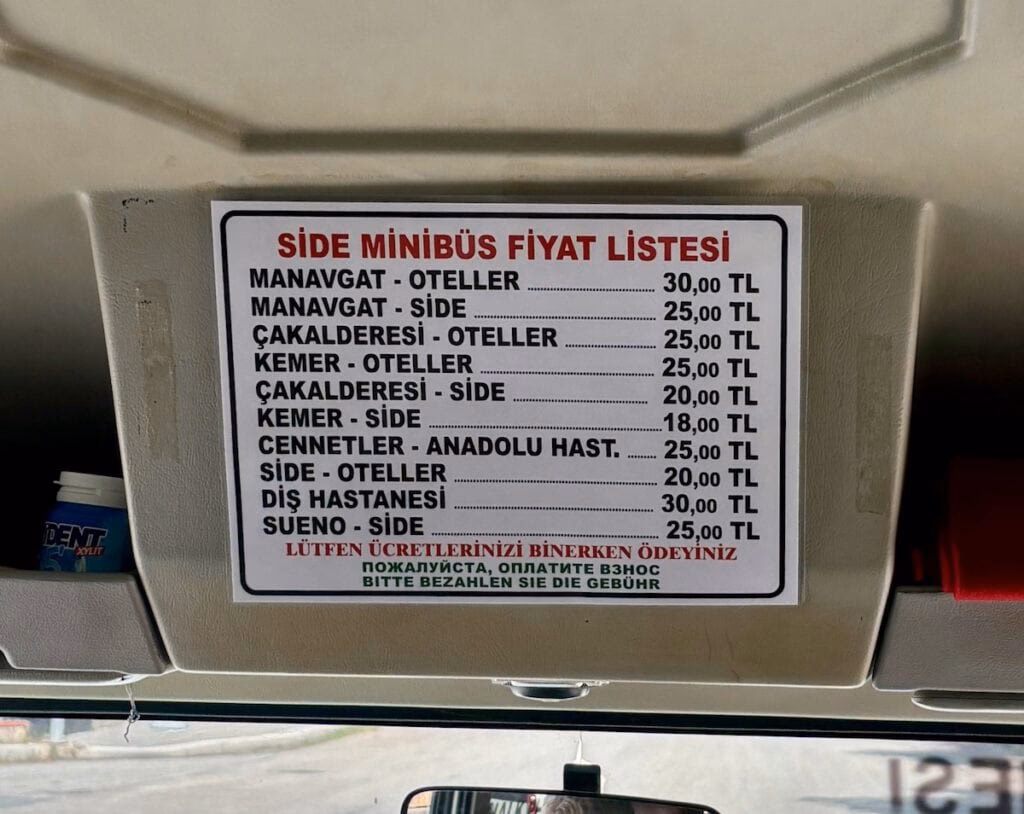 SİDE MİNİBÜS FİYAT LİSTESİ
MANAVGAT - OTELLER ........................ 30,00 TL
MANAVGAT - SİDE ........................ 25,00 TL
ÇAKALDERESİ - OTELLER ........................ 25,00 TL
KEMER - OTELLER ........................ 25,00 TL
ÇAKALDERESİ - SİDE ........................ 20,00 TL
KEMER - SİDE ........................ 18,00 TL
CENNETLER - ANADOLU HAST. ....... 25,00 TL
SİDE - OTELLER ........................ 20,00 TL
DİŞ HASTANESİ ........................ 30,00 TL
SUENO - SİDE ........................ 25,00 TL
LÜTFEN ÜCRETLERİNİZİ BİNERKEN ÖDEYİNİZ
ПОЖАЛУЙСТА, ОПЛАТИТЕ ВЗНОС
BITTE BEZAHLEN SIE DIE GEBÜHR
DENT
XYLIT